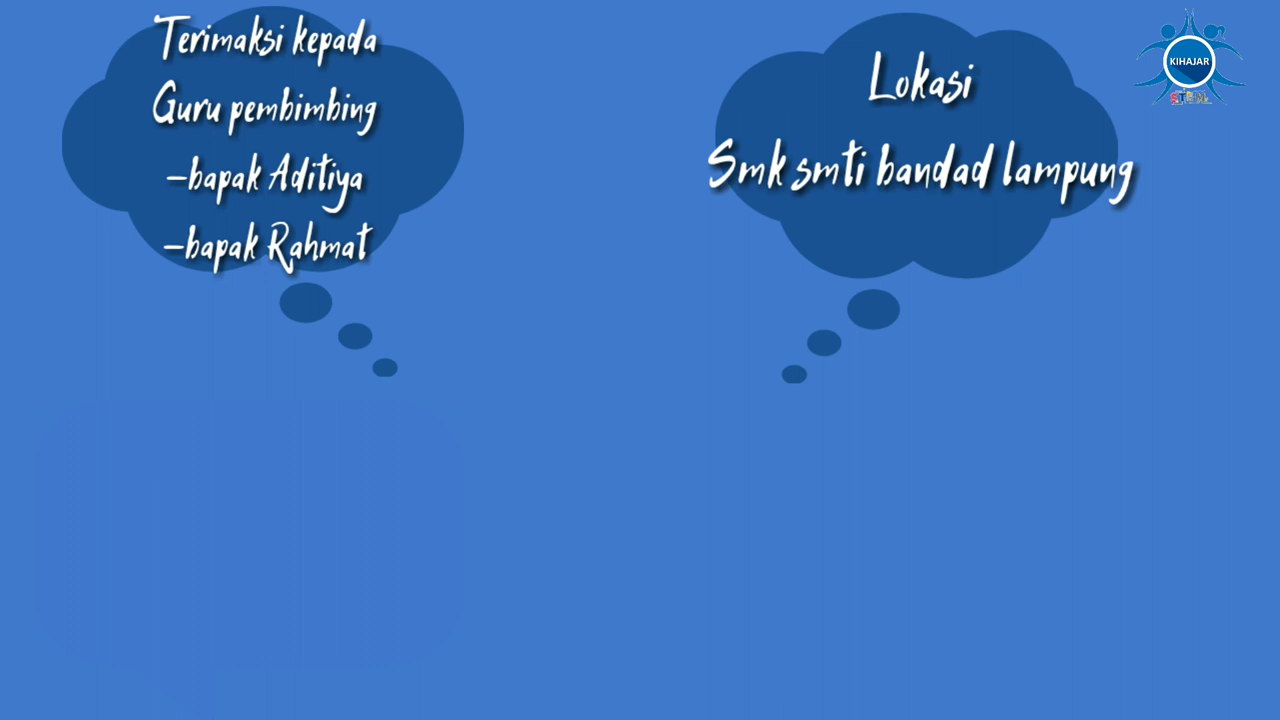 Terimaksi kepada
Guru pembimbing
-bapak Aditiya
-bapak Rahmat
Lokasi
Smk smti bandad lampung
KIHAJAR